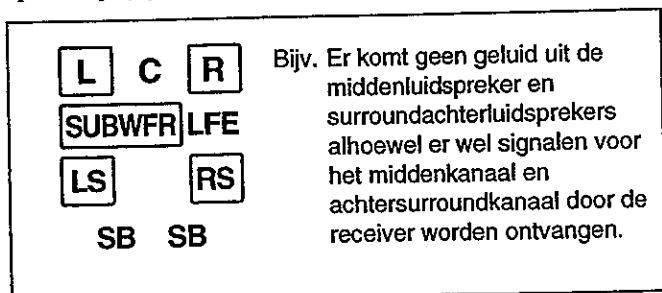 L C R
SUBWFR LFE
LS RS
SB SB
Bijv. Er komt geen geluid uit de
middenluidspreker en
surroundachterluidsprekers
alhoewel er wel signalen voor
het middenkanaal en
achtersurroundkanaal door de
receiver worden ontvangen.